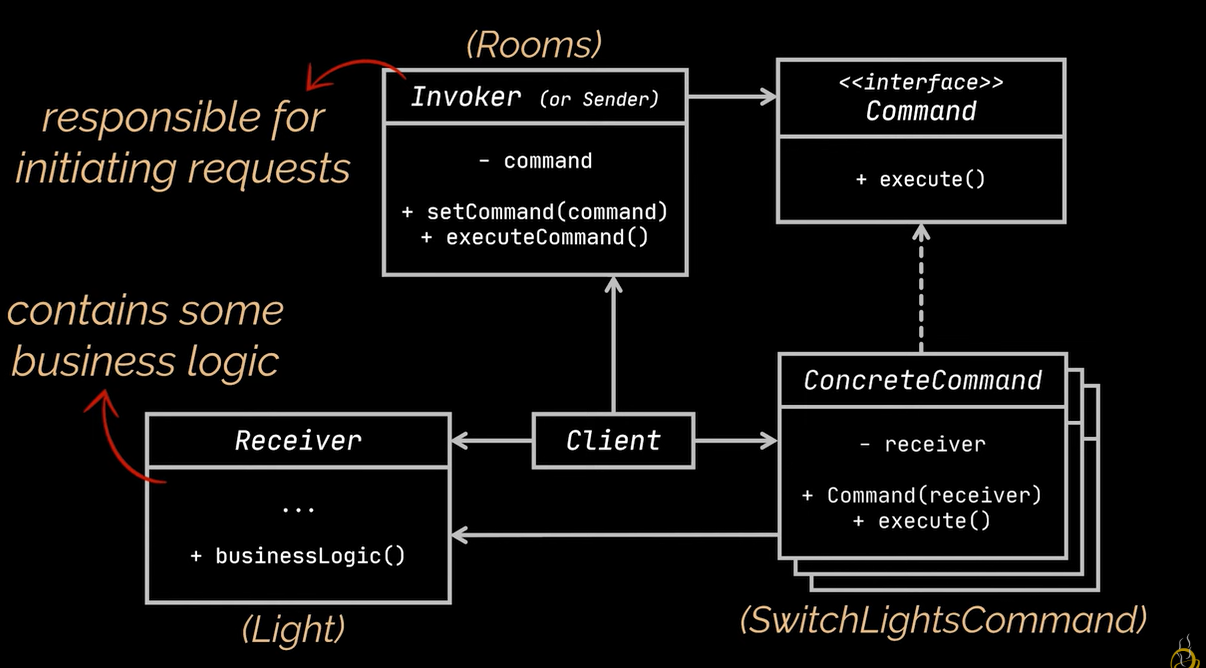 (Rooms)
responsible for
initiating requests
Invoker (or Sender)
- command
+ setCommand(command)
+ executeCommand()
<<interface>>
Command
+ execute()
contains some
business logic
Receiver
...
+ businessLogic()
(Light)
Client
ConcreteCommand
- receiver
+ Command(receiver)
+ execute()
(SwitchLightsCommand)